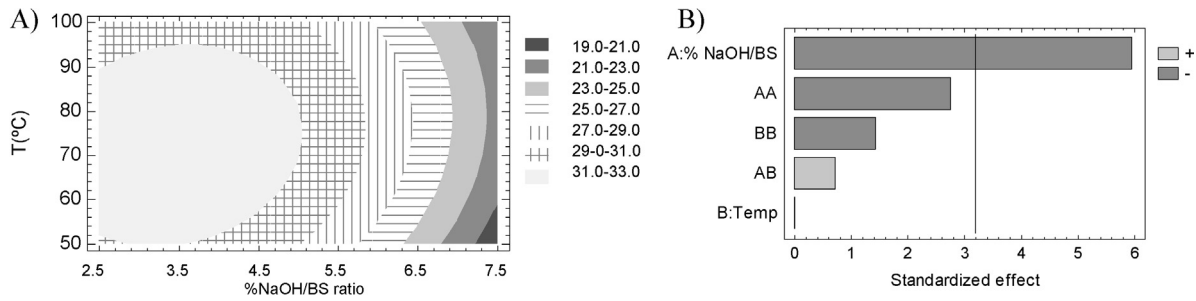 A)
100
90
80
70
60
50
T(ºC)
2.5 3.5 4.5 5.5 6.5 7.5
%NaOH/BS ratio
19.0-21.0
21.0-23.0
23.0-25.0
25.0-27.0
27.0-29.0
29-0-31.0
31.0-33.0
B)
A:% NaOH/BS
AA
BB
AB
B:Temp
0 1 2 3 4 5 6
Standardized effect
+
-